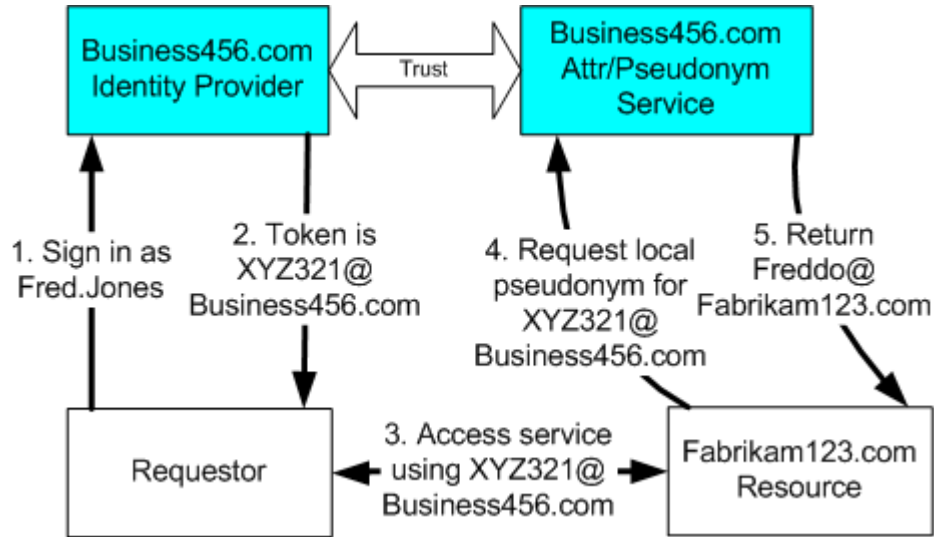 Business456.com
Identity Provider
Trust
Business456.com
Attr/Pseudonym
Service
1. Sign in as
Fred.Jones
2. Token is
XYZ321@
Business456.com
4. Request local
pseudonym for
XYZ321@
Business456.com
5. Return
Freddo@
Fabrikam123.com
Requestor
3. Access service
using XYZ321@
Business456.com
Fabrikam123.com
Resource